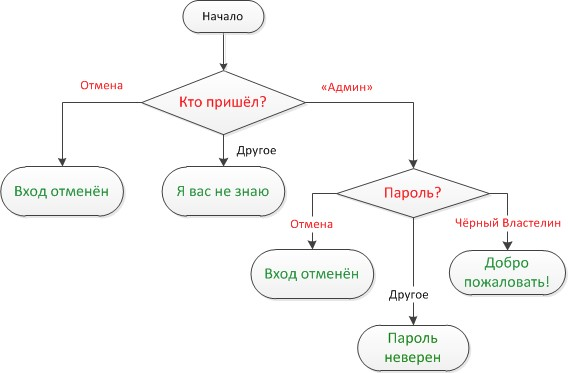 Начало
Отмена
«Админ»
Кто пришёл?
Другое
Вход отменён
Я вас не знаю
Пароль?
Отмена
Чёрный Властелин
Вход отменён
Добро
пожаловать!
Другое
Пароль
неверен